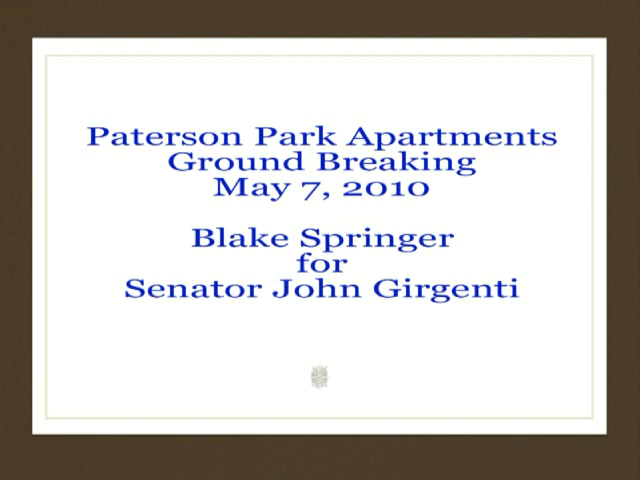 Paterson Park Apartments
Ground Breaking
May 7, 2010
Blake Springer
for
Senator John Girgenti